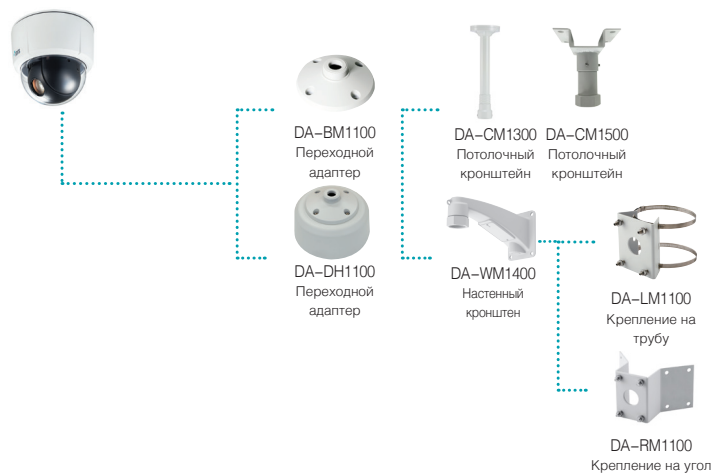 DA-BM1100
Переходной
адаптер
DA-CM1300 DA-CM1500
Потолочный Потолочный
кронштейн кронштейн
DA-DH1100
Переходной
адаптер
DA-WM1400
Настенный
кронштен
DA-LM1100
Крепление на
трубу
DA-RM1100
Крепление на угол